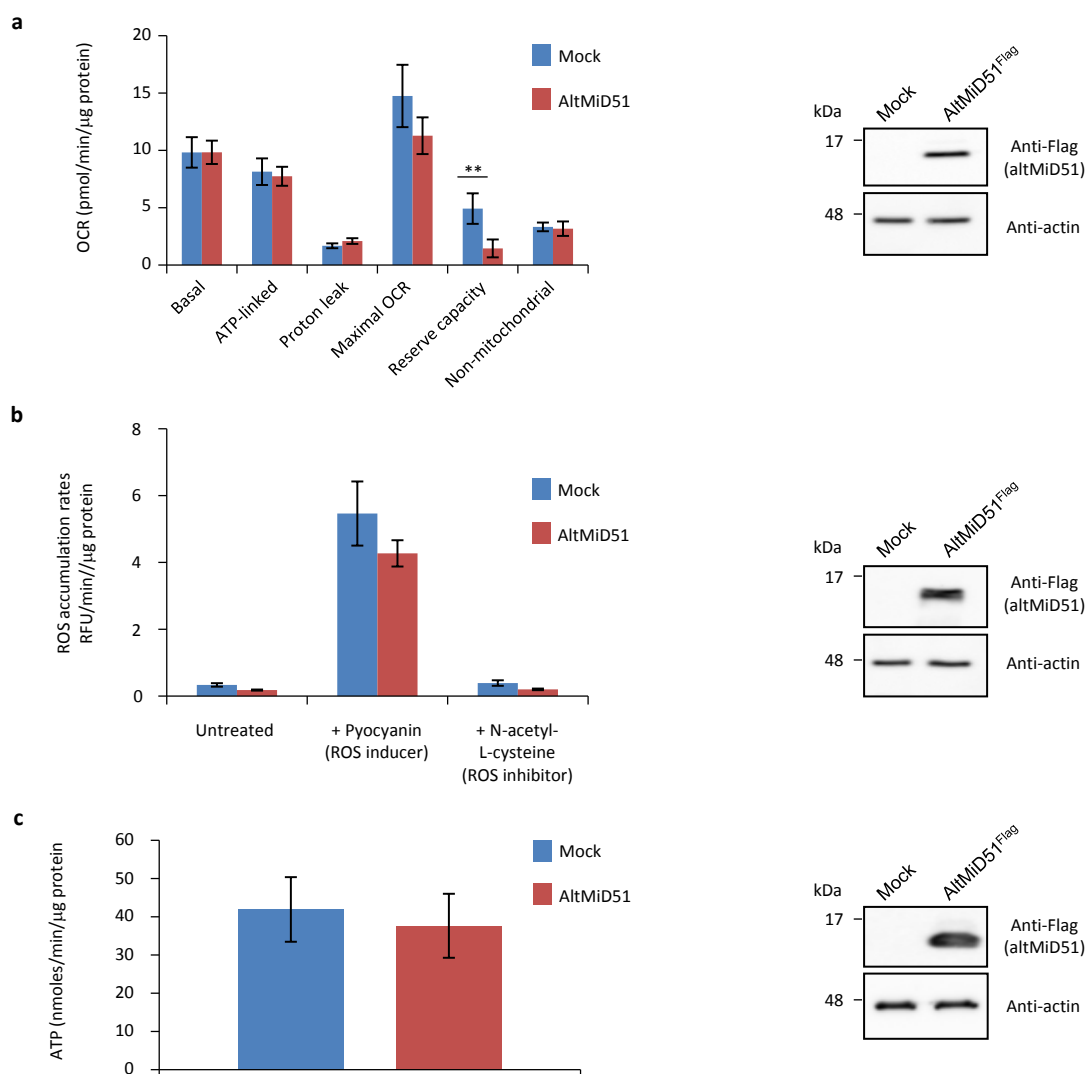 a
OCR (pmol/min/μg protein)
20
15
10
5
0
Mock
AltMiD51
**
Basal
ATP-linked
Proton leak
Maximal OCR
Reserve capacity
Non-mitochondrial
kDa
Mock
AltMiD51Flag
17
Anti-Flag
(altMiD51)
48
Anti-actin
b
ROS accumulation rates
RFU/min//μg protein
8
6
4
2
0
Mock
AltMiD51
Untreated
+ Pyocyanin
(ROS inducer)
+ N-acetyl-
L-cysteine
(ROS inhibitor)
kDa
Mock
AltMiD51Flag
17
Anti-Flag
(altMiD51)
48
Anti-actin
c
ATP (nmoles/min/μg protein
60
50
40
30
20
10
0
Mock
AltMiD51
kDa
Mock
AltMiD51Flag
17
Anti-Flag
(altMiD51)
48
Anti-actin